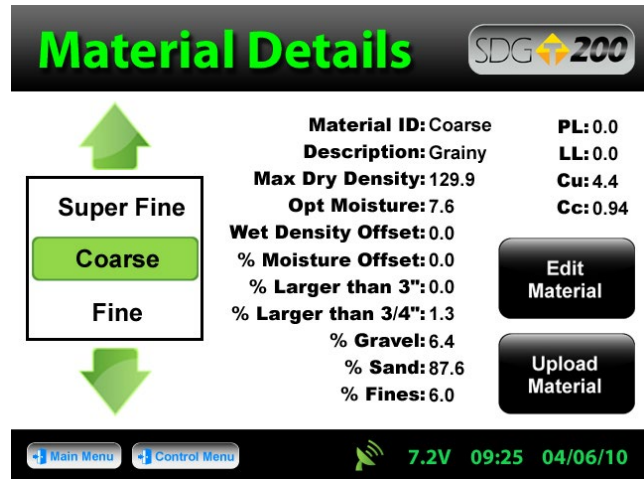 Material Details
SDG T 200
Super Fine
Coarse
Fine
Material ID: Coarse
Description: Grainy
Max Dry Density: 129.9
Opt Moisture: 7.6
Wet Density Offset: 0.0
% Moisture Offset: 0.0
% Larger than 3": 0.0
% Larger than 3/4": 1.3
% Gravel: 6.4
% Sand: 87.6
% Fines: 6.0
PL: 0.0
LL: 0.0
Cu: 4.4
Cc: 0.94
Edit
Material
Upload
Material
Main Menu
Control Menu
7.2V 09:25 04/06/10